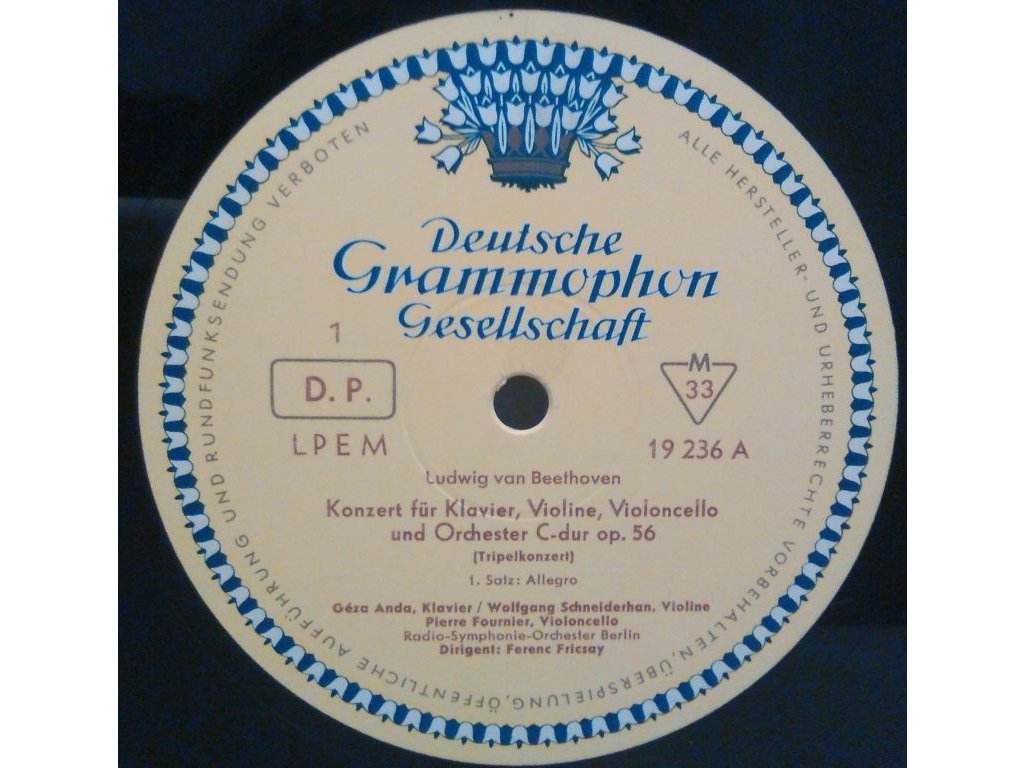 Deutsche
Grammophon
Gesellschaft
1
D. P.
LPEM
M
33
19 236 A
Ludwig van Beethoven
Konzert für Klavier, Violine, Violoncello
und Orchester C-dur op. 56
(Tripelkonzert)
1. Satz: Allegro
Géza Anda, Klavier / Wolfgang Schneiderhan, Violine
Pierre Fournier, Violoncello
Radio-Symphonie-Orchester Berlin
Dirigent: Ferenc Fricsay
ALLE HERSTELLER- UND URHEBERRECHTE VORBEHALTEN, ÜBERSPIELUNG, ÖFFENTLICHE AUFFÜHRUNG UND RUNDFUNKSENDUNG VERBOTEN